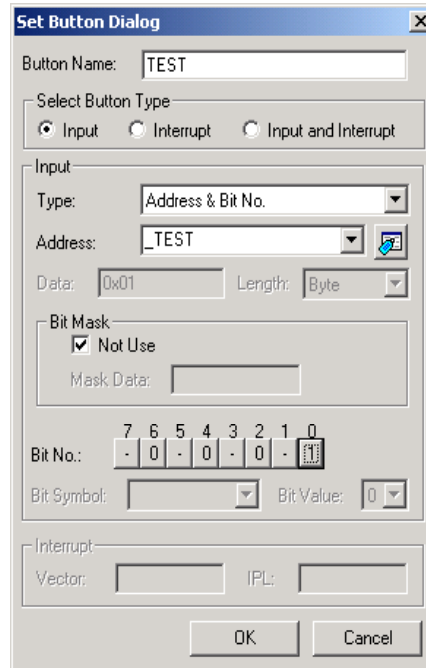 Set Button Dialog
Button Name: TEST
Select Button Type
Input Interrupt Input and Interrupt
Input
Type: Address & Bit No.
Address: _TEST
Data: 0x01 Length: Byte
Bit Mask
Not Use
Mask Data:
7 6 5 4 3 2 1 0
Bit No.: - 0 - 0 - 0 - 1
Bit Symbol: Bit Value: 0
Interrupt
Vector: IPL:
OK Cancel